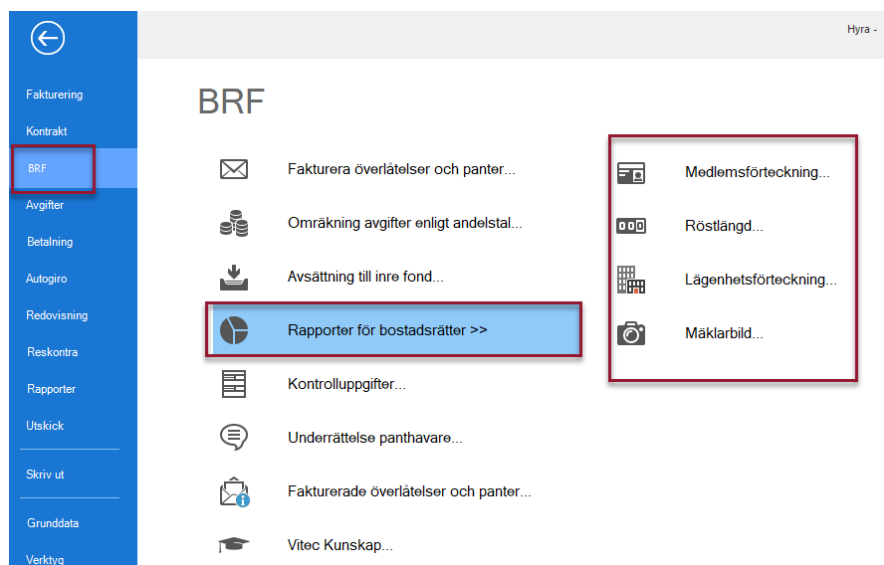 Hyra -
Fakturering
Kontrakt
BRF
Avgifter
Betalning
Autogiro
Redovisning
Reskontra
Rapporter
Utskick
Skriv ut
Grunddata
Verktyg
BRF
Fakturera överlåtelser och panter...
Omräkning avgifter enligt andelstal...
Avsättning till inre fond...
Rapporter för bostadsrätter >>
Kontrolluppgifter...
Underrättelse panthavare...
Fakturerade överlåtelser och panter...
Vitec Kunskap...
Medlemsförteckning...
Röstlängd...
Lägenhetsförteckning...
Mäklarbild...